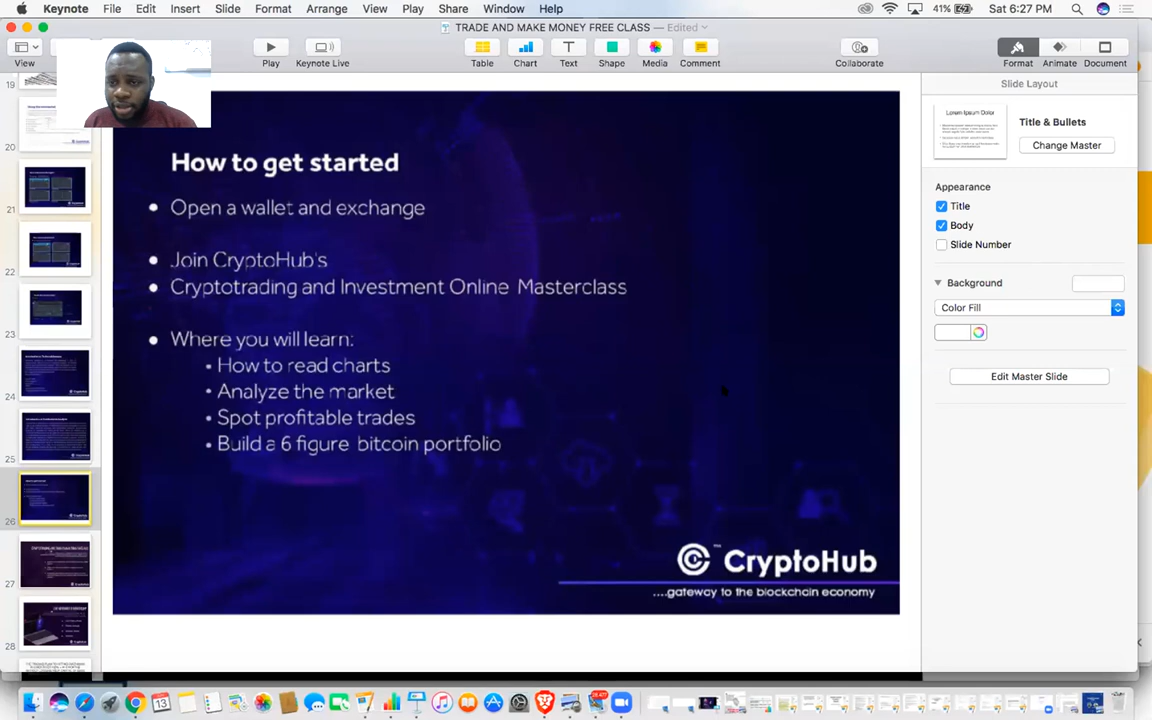 Keynote File Edit Insert Slide Format Arrange View Play Share Window Help
41% Sat 6:27 PM
TRADE AND MAKE MONEY FREE CLASS — Edited
View Play Keynote Live Table Chart Text Shape Media Comment Collaborate Format Animate Document
19
20
21
22
23
24
25
26
27
28
How to get started
• Open a wallet and exchange
• Join CryptoHub's
• Cryptotrading and Investment Online Masterclass
• Where you will learn:
• How to read charts
• Analyze the market
• Spot profitable trades
• Build a 6 figure bitcoin portfolio
™ CryptoHub
....gateway to the blockchain economy
Slide Layout
Lorem Ipsum Dolor
Title & Bullets
Change Master
Appearance
Title
Body
Slide Number
Background
Color Fill
Edit Master Slide
13